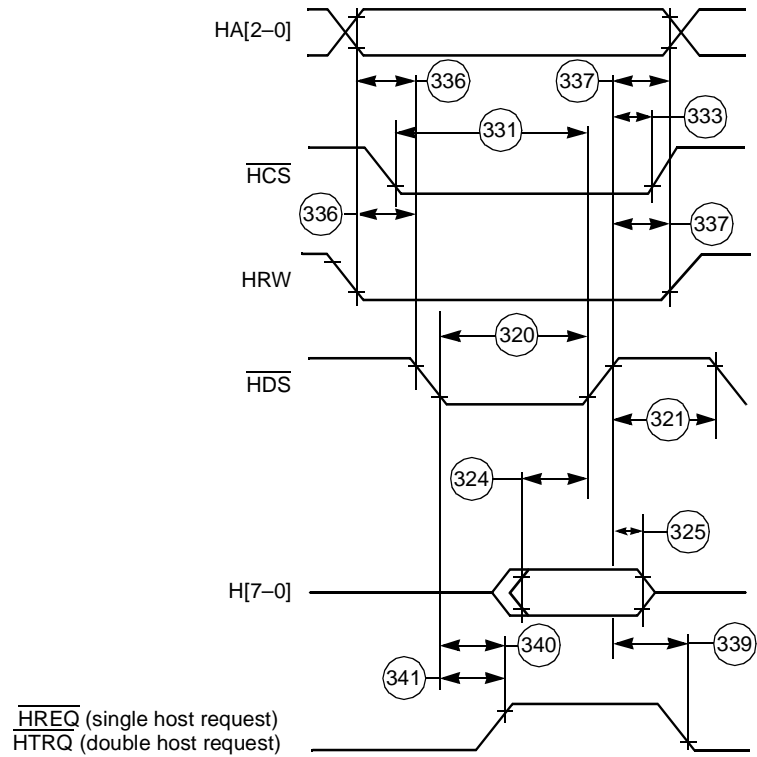 HA[2–0]
336
337
333
331
HCS
336
337
HRW
320
HDS
321
324
325
H[7–0]
340
339
341
HREQ (single host request)
HTRQ (double host request)